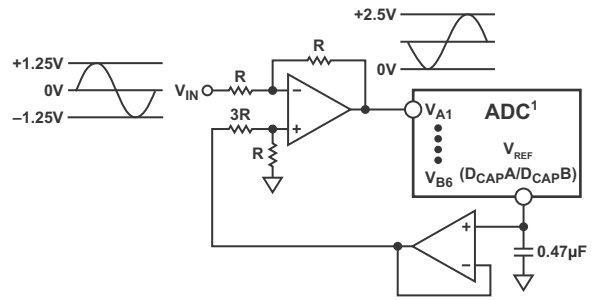 +1.25V
0V
–1.25V
V_IN
R
R
3R
R
–
+
+2.5V
0V
V_A1
ADC¹
V_REF
(D_CAPA/D_CAPB)
V_B6
+
–
0.47µF